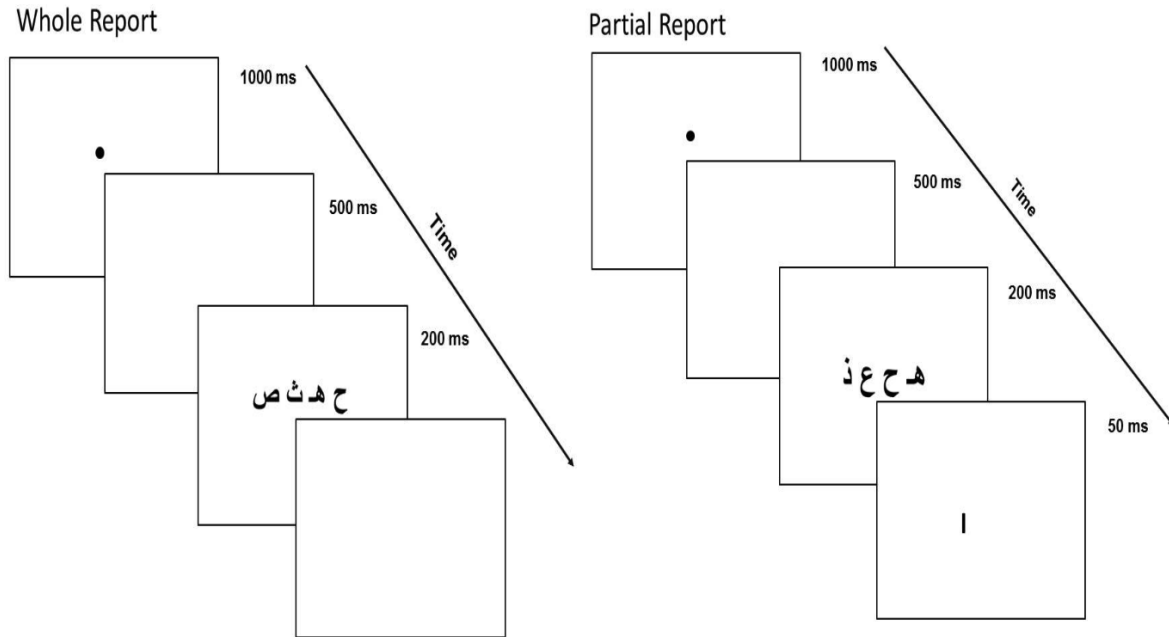 Whole Report
1000 ms
500 ms
Time
200 ms
ح هـ ث ص
Partial Report
1000 ms
500 ms
Time
200 ms
هـ ح ع ذ
50 ms